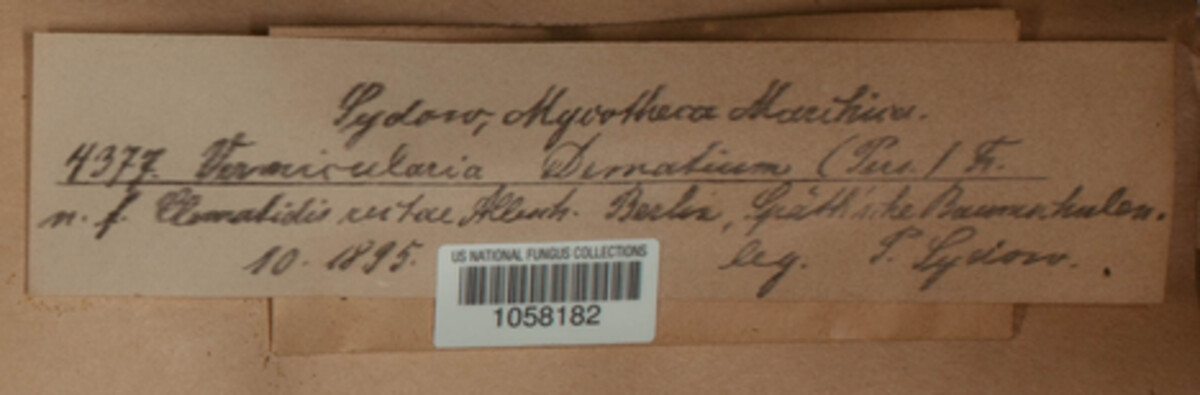 Sydow, Mycotheca Marchica.
4377. Vermicularia Dematium (Pers.) Fr.
n. f. Clematidis rectae Allesch. Berlin, Späth'sche Baumschulen.
10. 1895. leg. P. Sydow.
US NATIONAL FUNGUS COLLECTIONS
1058182